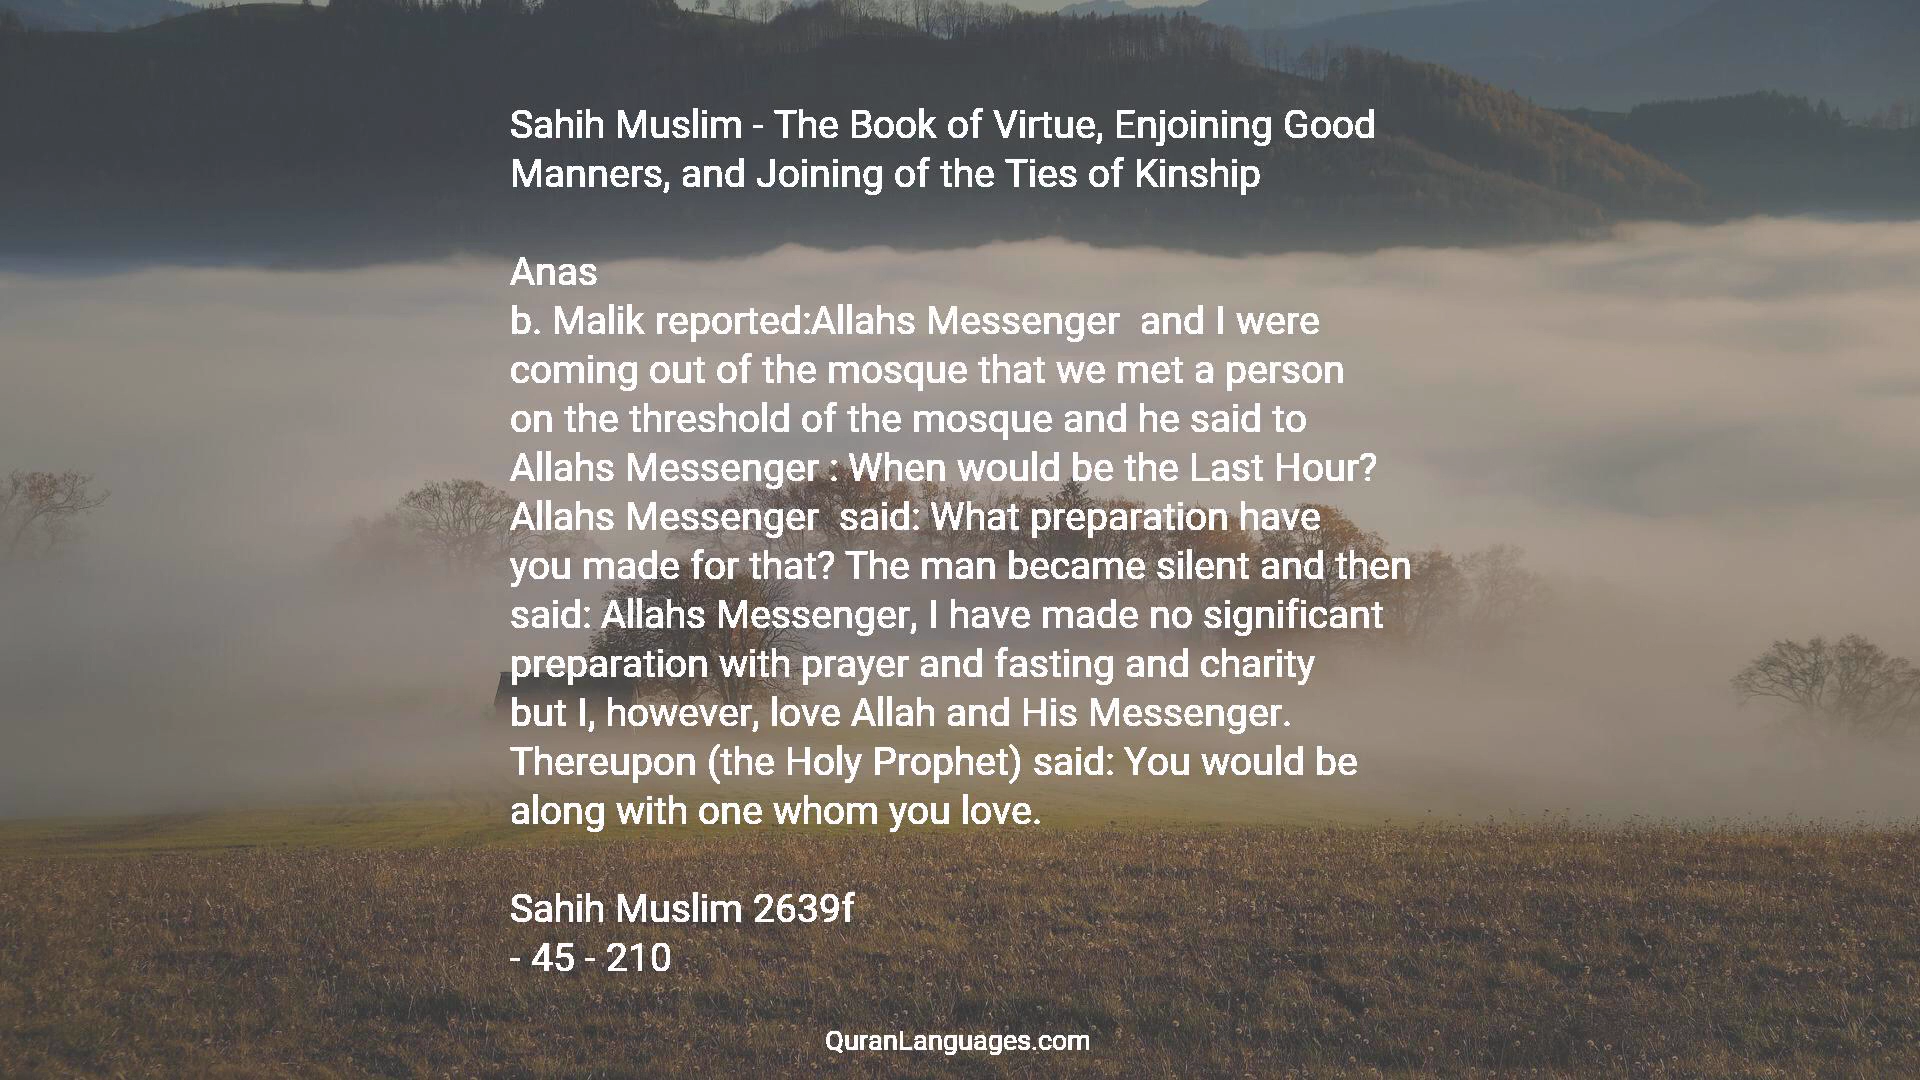 Sahih Muslim - The Book of Virtue, Enjoining Good
Manners, and Joining of the Ties of Kinship
Anas
b. Malik reported:Allahs Messenger  and I were
coming out of the mosque that we met a person
on the threshold of the mosque and he said to
Allahs Messenger : When would be the Last Hour?
Allahs Messenger  said: What preparation have
you made for that? The man became silent and then
said: Allahs Messenger, I have made no significant
preparation with prayer and fasting and charity
but I, however, love Allah and His Messenger.
Thereupon (the Holy Prophet) said: You would be
along with one whom you love.
Sahih Muslim 2639f
- 45 - 210
QuranLanguages.com